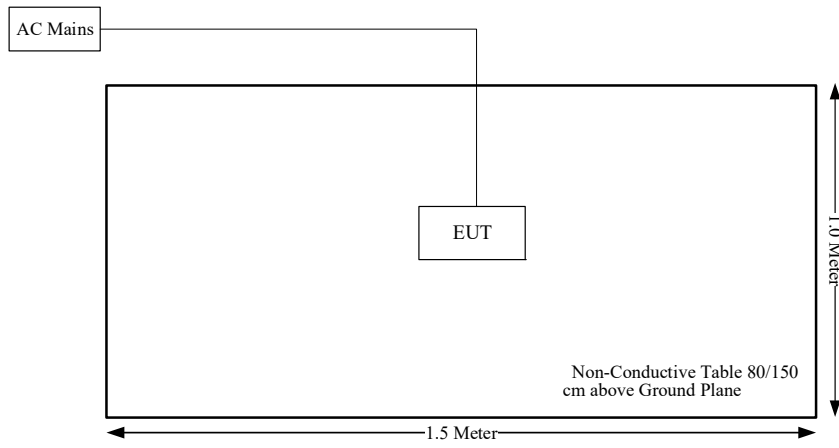 AC Mains
EUT
1.0 Meter
Non-Conductive Table 80/150
cm above Ground Plane
1.5 Meter